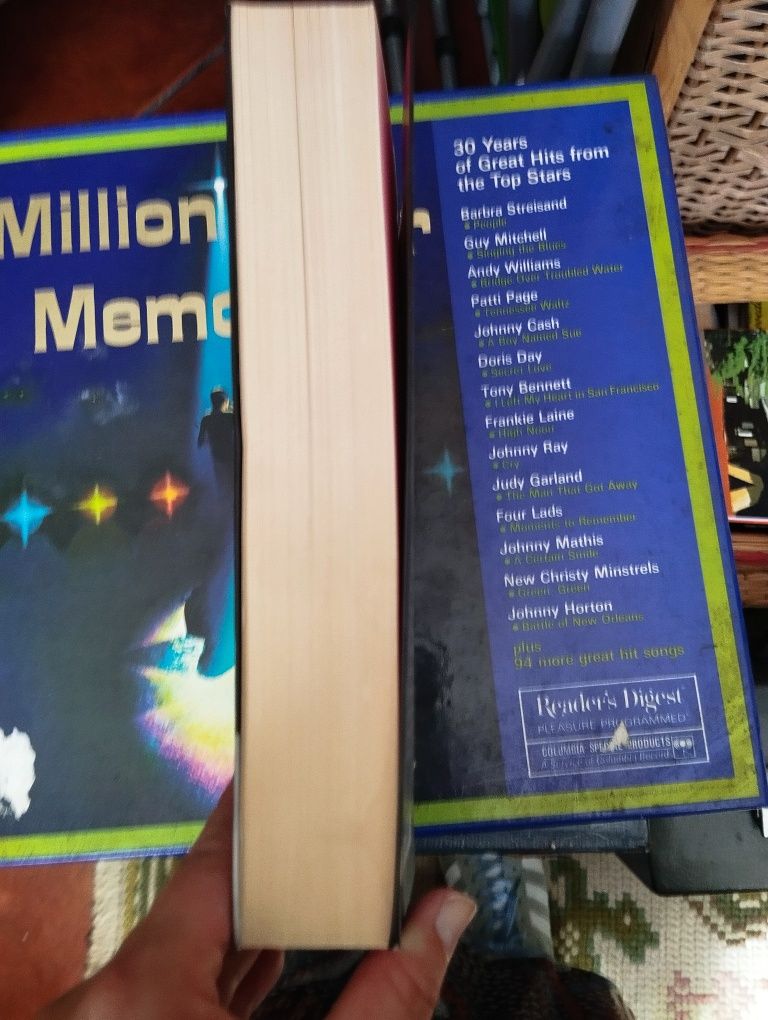 Million
Memo
30 Years
of Great Hits from
the Top Stars
Barbra Streisand
People
Guy Mitchell
Singing the Blues
Andy Williams
Bridge Over Troubled Water
Patti Page
Tennessee Waltz
Johnny Cash
A Boy Named Sue
Doris Day
Secret Love
Tony Bennett
I Left My Heart in San Francisco
Frankie Laine
High Noon
Johnny Ray
Cry
Judy Garland
The Man That Got Away
Four Lads
Moments to Remember
Johnny Mathis
A Certain Smile
New Christy Minstrels
Green, Green
Johnny Horton
Battle of New Orleans
plus
94 more great hit songs
Reader's Digest
PLEASURE PROGRAMMED
COLUMBIA SPECIAL PRODUCTS
A Service of Columbia Records